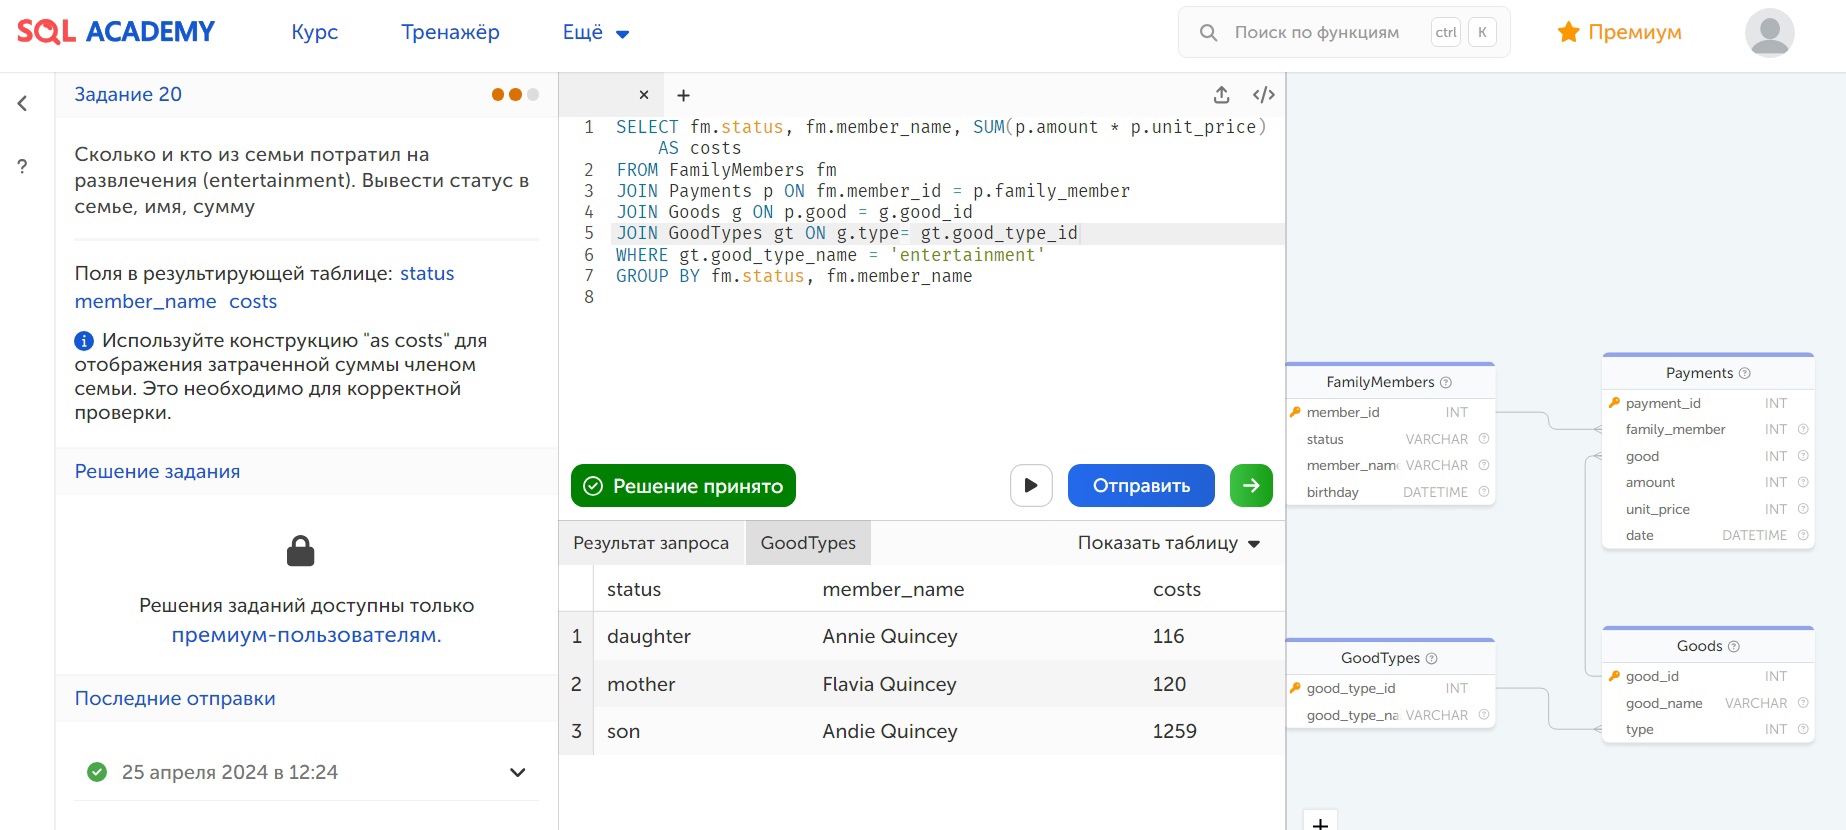 SQL ACADEMY
Курс
Тренажёр
Ещё
Поиск по функциям
ctrl
K
Премиум
Задание 20
Сколько и кто из семьи потратил на
развлечения (entertainment). Вывести статус в
семье, имя, сумму
Поля в результирующей таблице: status
member_name costs
Используйте конструкцию "as costs" для
отображения затраченной суммы членом
семьи. Это необходимо для корректной
проверки.
Решение задания
Решения заданий доступны только
премиум-пользователям.
Последние отправки
25 апреля 2024 в 12:24
1 SELECT fm.status, fm.member_name, SUM(p.amount * p.unit_price)
AS costs
2 FROM FamilyMembers fm
3 JOIN Payments p ON fm.member_id = p.family_member
4 JOIN Goods g ON p.good = g.good_id
5 JOIN GoodTypes gt ON g.type= gt.good_type_id
6 WHERE gt.good_type_name = 'entertainment'
7 GROUP BY fm.status, fm.member_name
8
Решение принято
Отправить
Результат запроса
GoodTypes
Показать таблицу
status member_name costs
1 daughter Annie Quincey 116
2 mother Flavia Quincey 120
3 son Andie Quincey 1259
FamilyMembers
member_id INT
status VARCHAR
member_nam VARCHAR
birthday DATETIME
Payments
payment_id INT
family_member INT
good INT
amount INT
unit_price INT
date DATETIME
GoodTypes
good_type_id INT
good_type_na VARCHAR
Goods
good_id INT
good_name VARCHAR
type INT